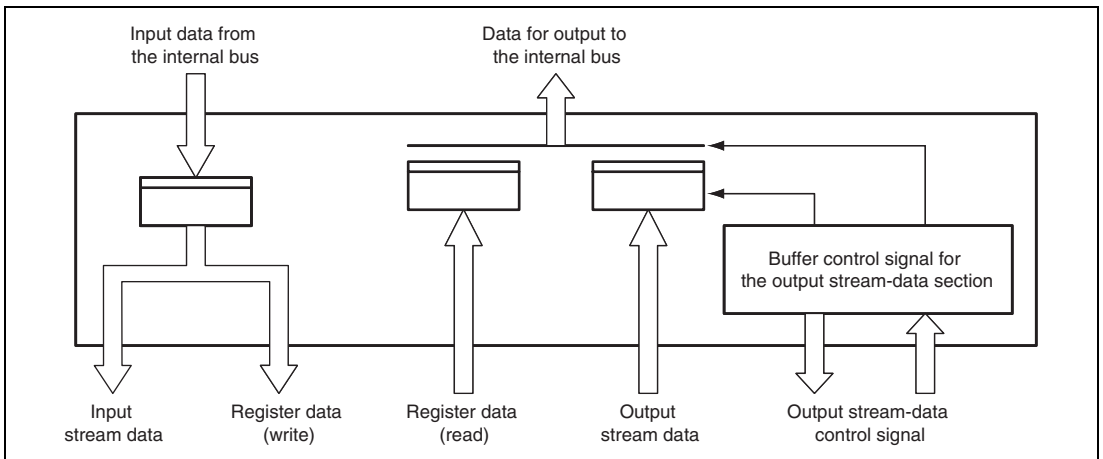 Input data from
the internal bus
Data for output to
the internal bus
Buffer control signal for
the output stream-data section
Input
stream data
Register data
(write)
Register data
(read)
Output
stream data
Output stream-data
control signal